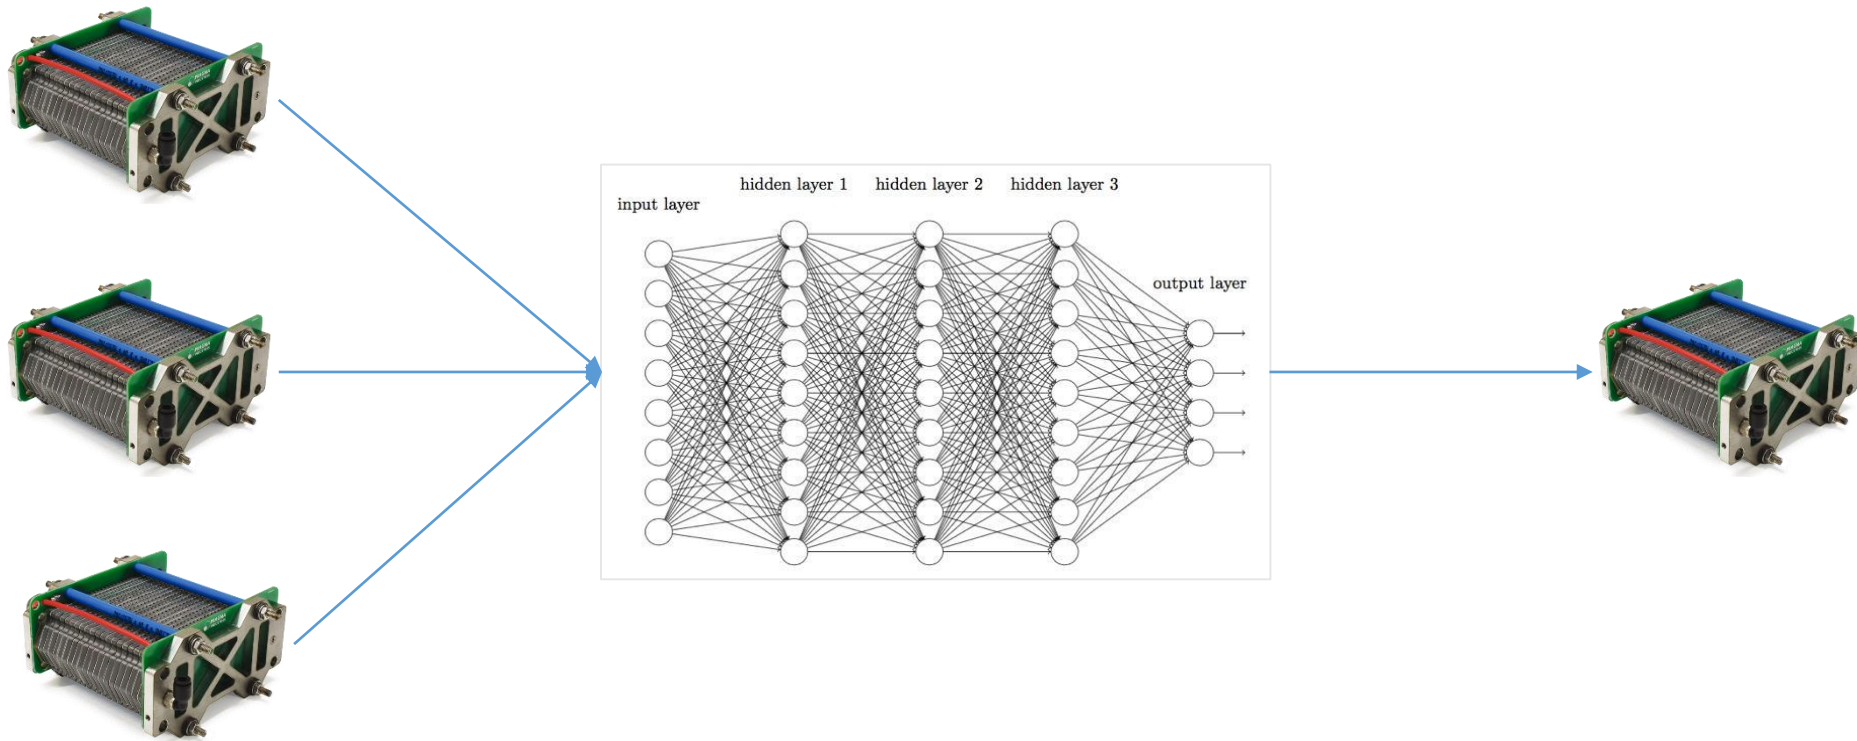 hidden layer 1 hidden layer 2 hidden layer 3
input layer
output layer